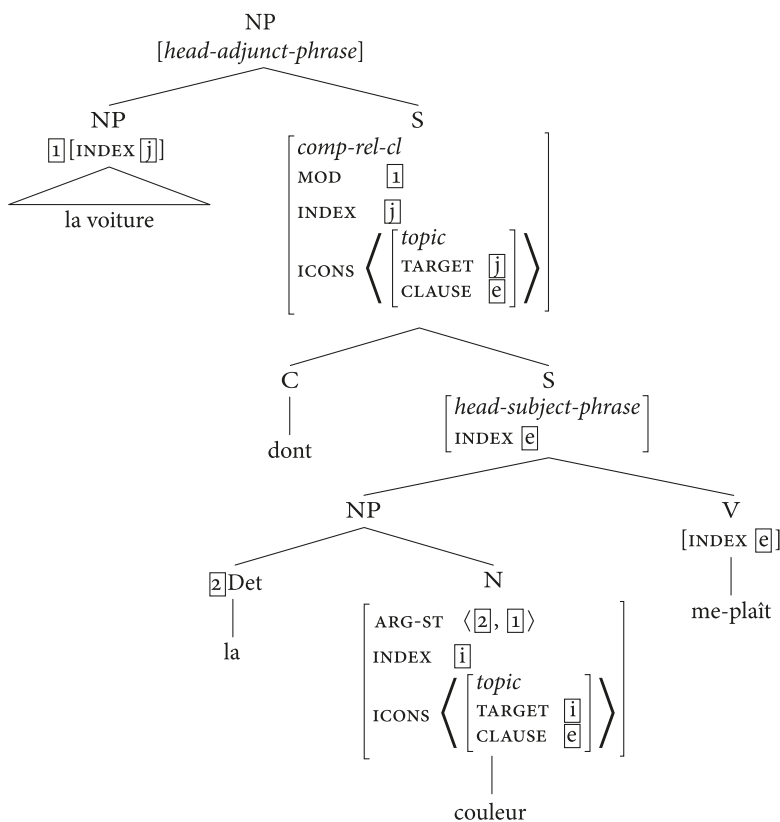 NP
[head-adjunct-phrase]
NP
1 [INDEX j]
la voiture
S
comp-rel-cl
MOD 1
INDEX j
ICONS ⟨ [topic
TARGET j
CLAUSE e] ⟩
C
dont
S
head-subject-phrase
INDEX e
NP
V
[INDEX e]
me-plaît
2 Det
la
N
ARG-ST ⟨2, 1⟩
INDEX i
ICONS ⟨ [topic
TARGET i
CLAUSE e] ⟩
couleur